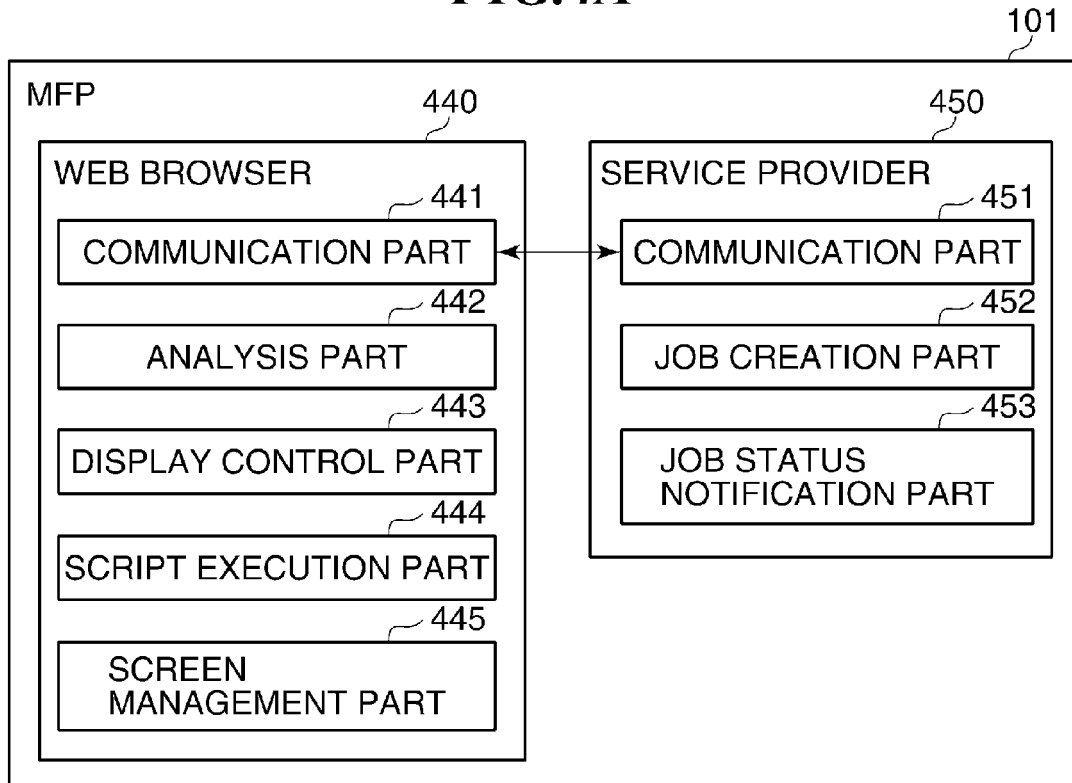 FIG. 4A
101
MFP
440
WEB BROWSER
441
COMMUNICATION PART
442
ANALYSIS PART
443
DISPLAY CONTROL PART
444
SCRIPT EXECUTION PART
445
SCREEN
MANAGEMENT PART
450
SERVICE PROVIDER
451
COMMUNICATION PART
452
JOB CREATION PART
453
JOB STATUS
NOTIFICATION PART